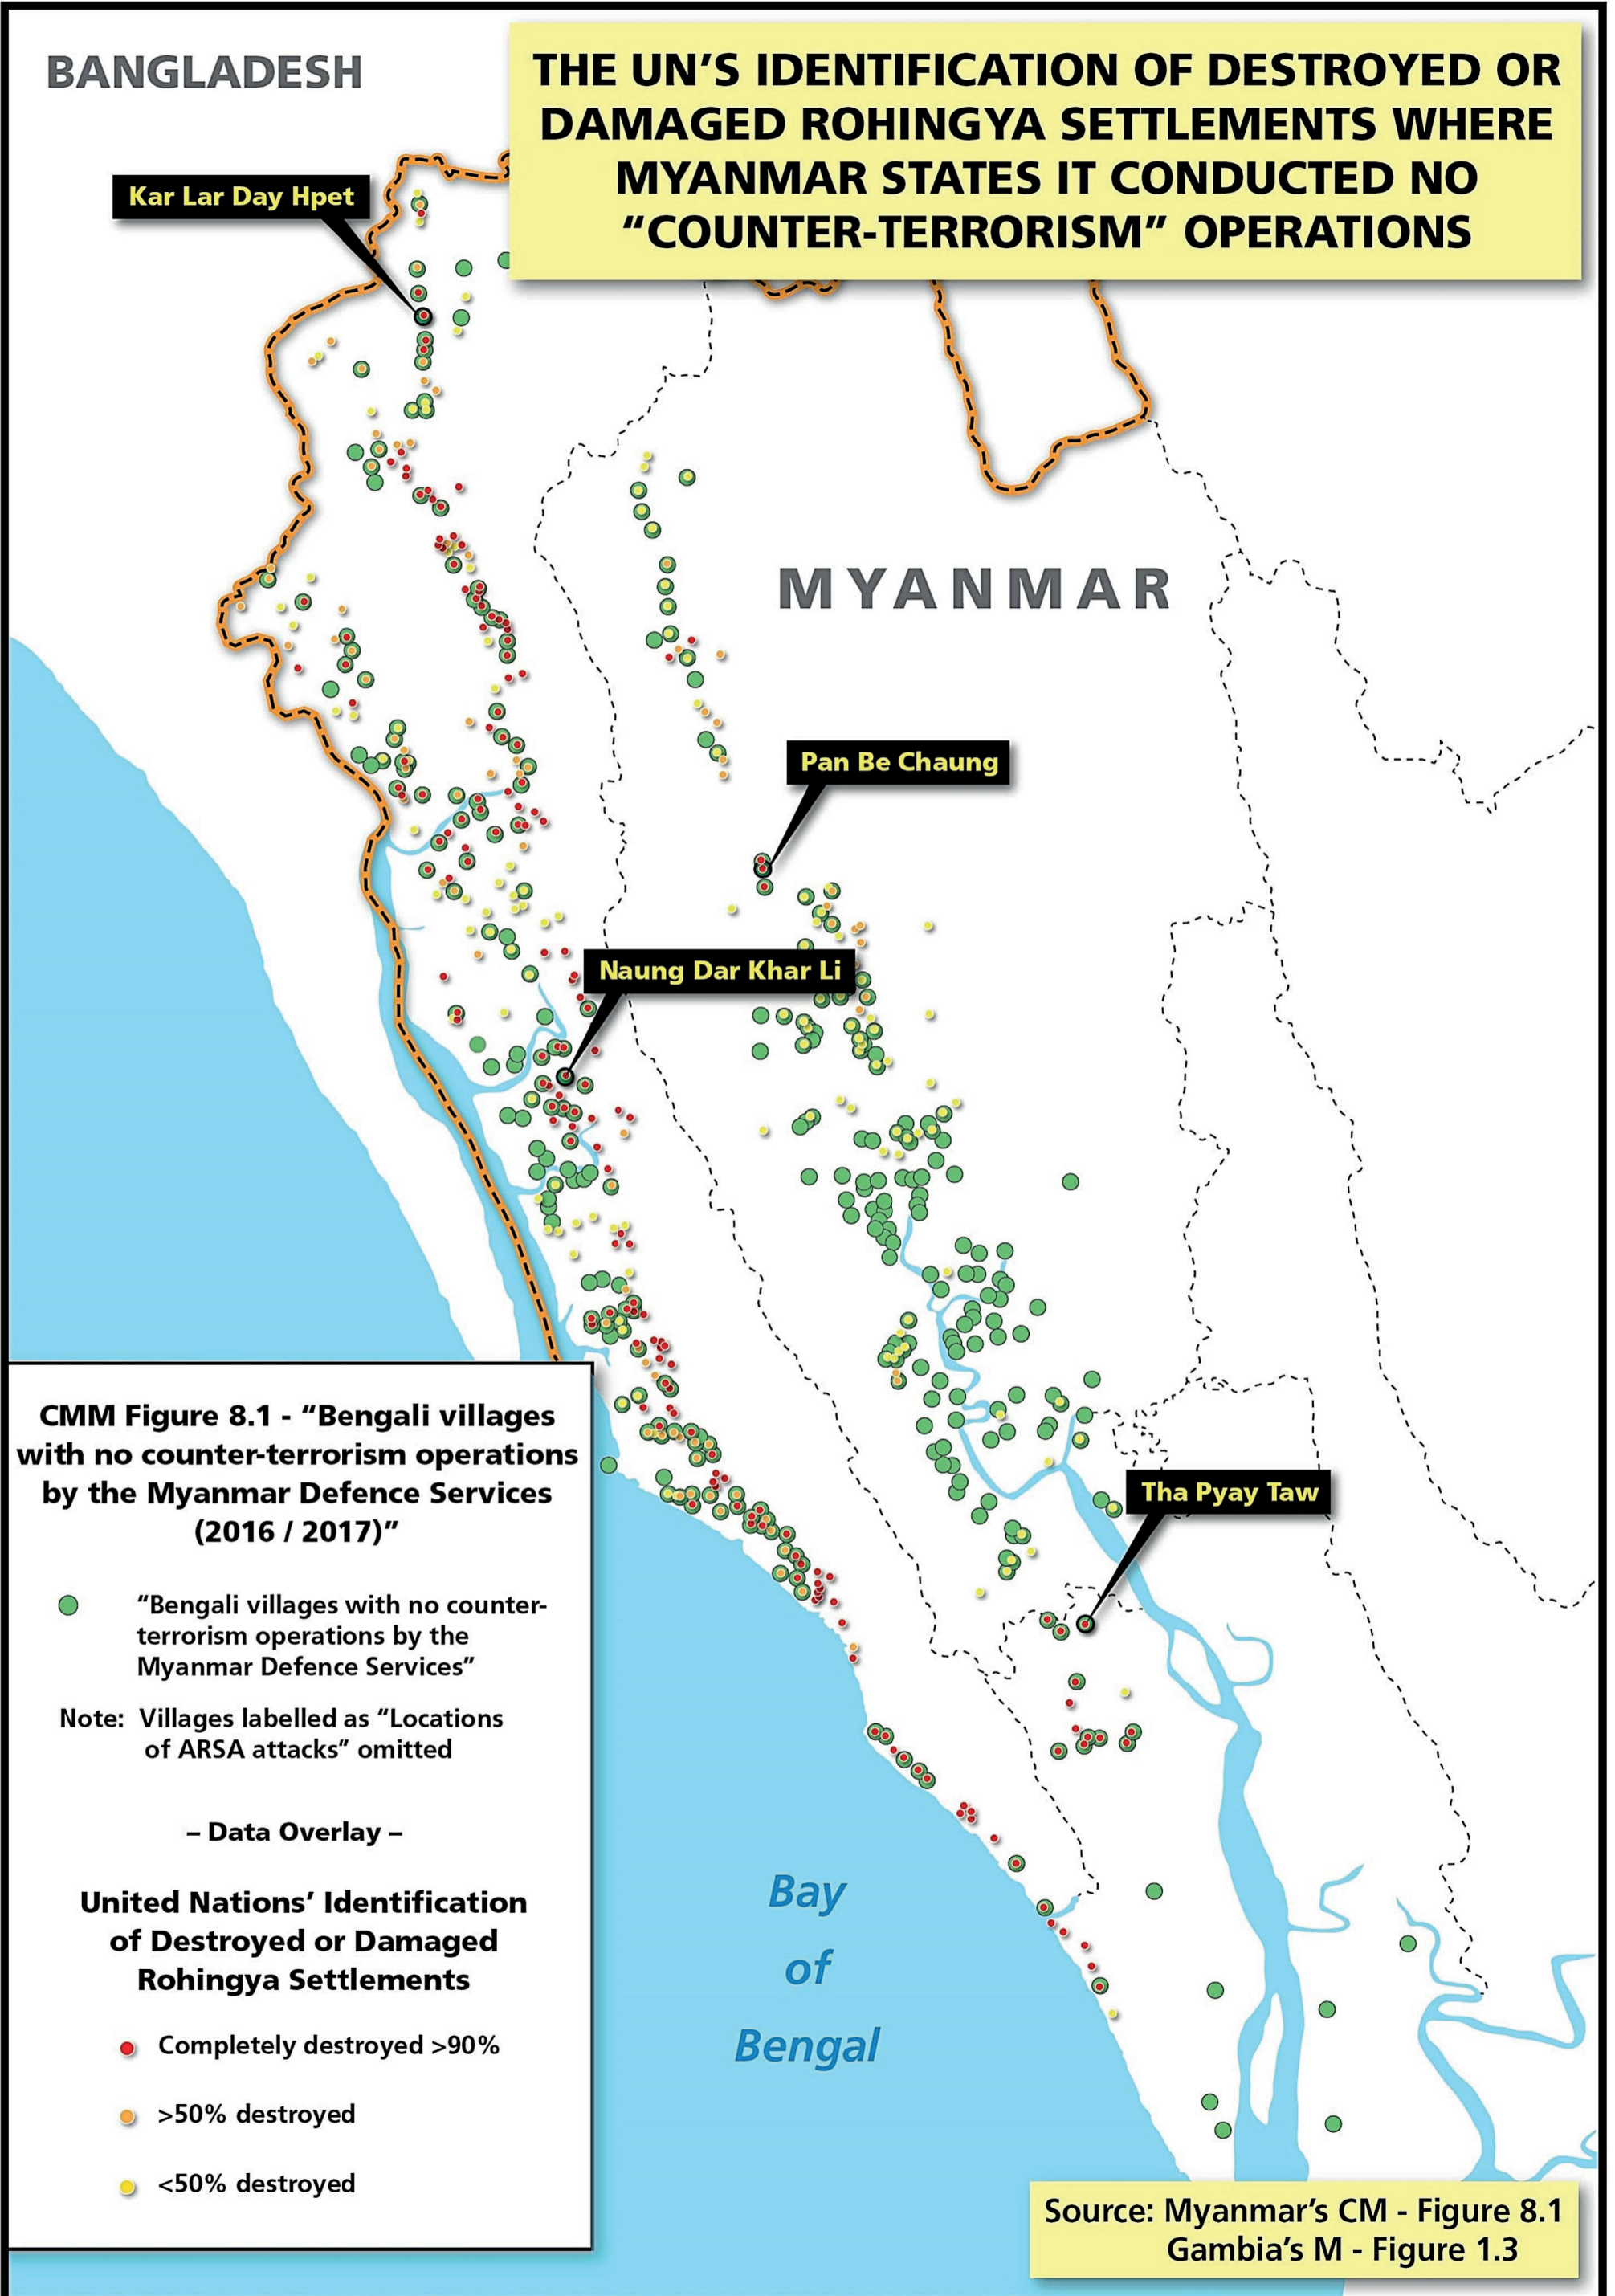 BANGLADESH
THE UN’S IDENTIFICATION OF DESTROYED OR
DAMAGED ROHINGYA SETTLEMENTS WHERE
MYANMAR STATES IT CONDUCTED NO
“COUNTER-TERRORISM” OPERATIONS
Kar Lar Day Hpet
MYANMAR
Pan Be Chaung
Naung Dar Khar Li
Tha Pyay Taw
CMM Figure 8.1 - “Bengali villages
with no counter-terrorism operations
by the Myanmar Defence Services
(2016 / 2017)”
“Bengali villages with no counter-
terrorism operations by the
Myanmar Defence Services”
Note: Villages labelled as “Locations
of ARSA attacks” omitted
– Data Overlay –
United Nations’ Identification
of Destroyed or Damaged
Rohingya Settlements
Completely destroyed >90%
>50% destroyed
<50% destroyed
Bay
of
Bengal
Source: Myanmar’s CM - Figure 8.1
Gambia’s M - Figure 1.3